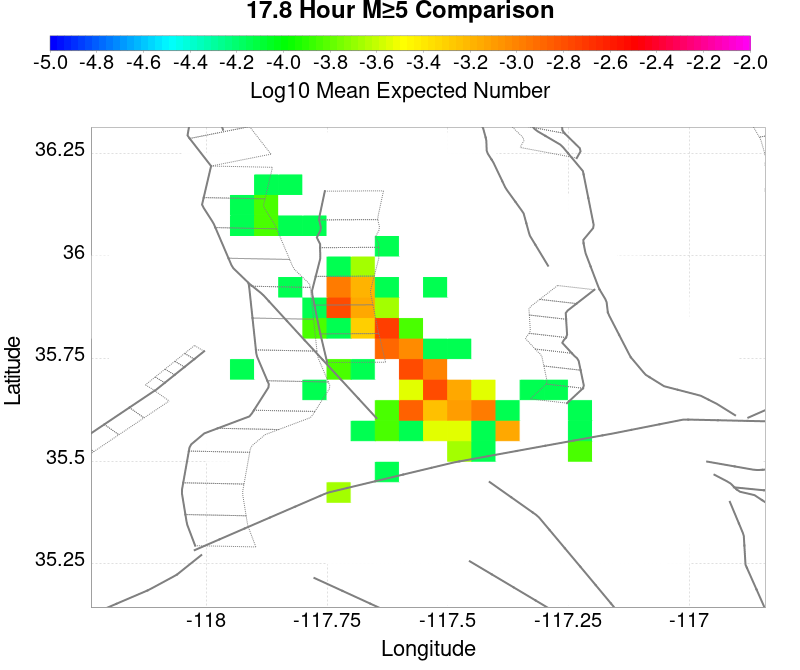 17.8 Hour M≥5 Comparison
-5.0 -4.8 -4.6 -4.4 -4.2 -4.0 -3.8 -3.6 -3.4 -3.2 -3.0 -2.8 -2.6 -2.4 -2.2 -2.0
Log10 Mean Expected Number
36.25
36
35.75
35.5
35.25
Latitude
-118 -117.75 -117.5 -117.25 -117
Longitude